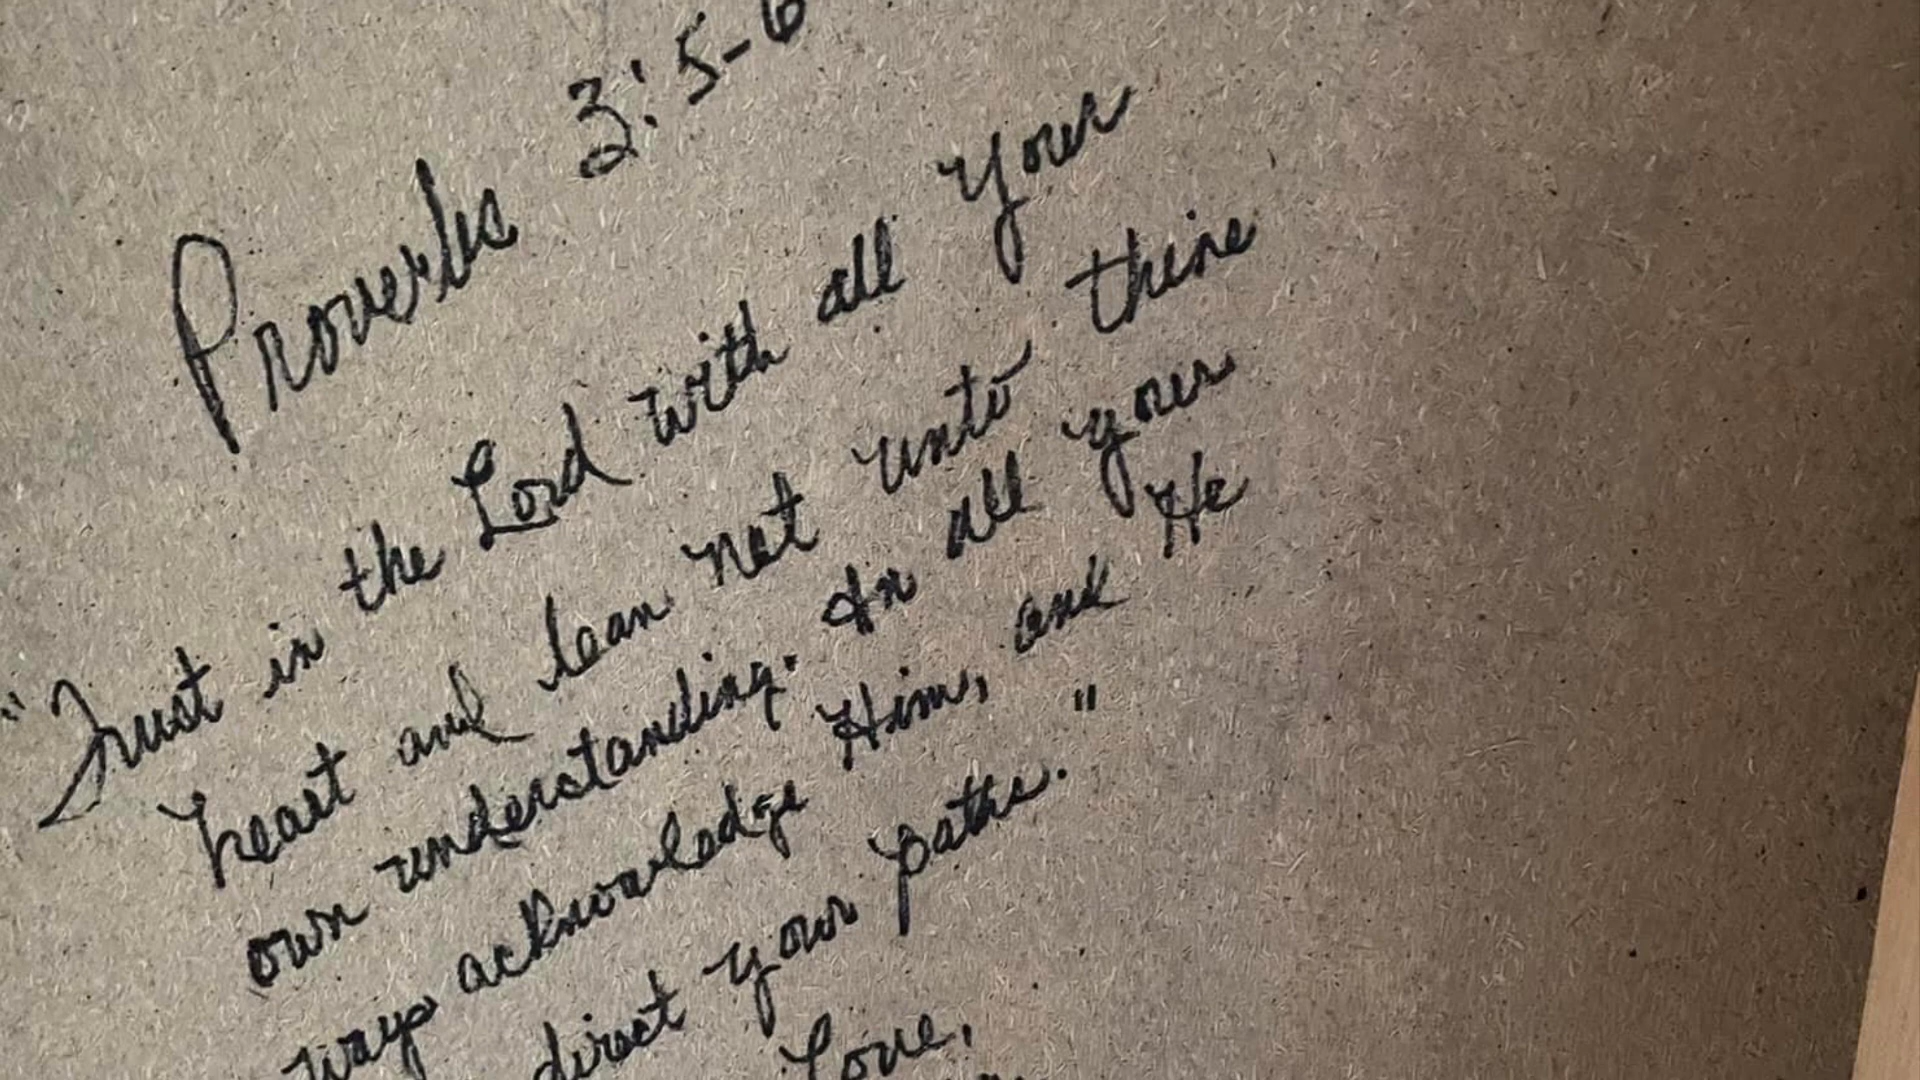 Proverbs 3:5-6
"Trust in the Lord with all your
heart and lean not unto thine
own understanding. In all your
ways acknowledge Him, and He
direct your paths."
Love,